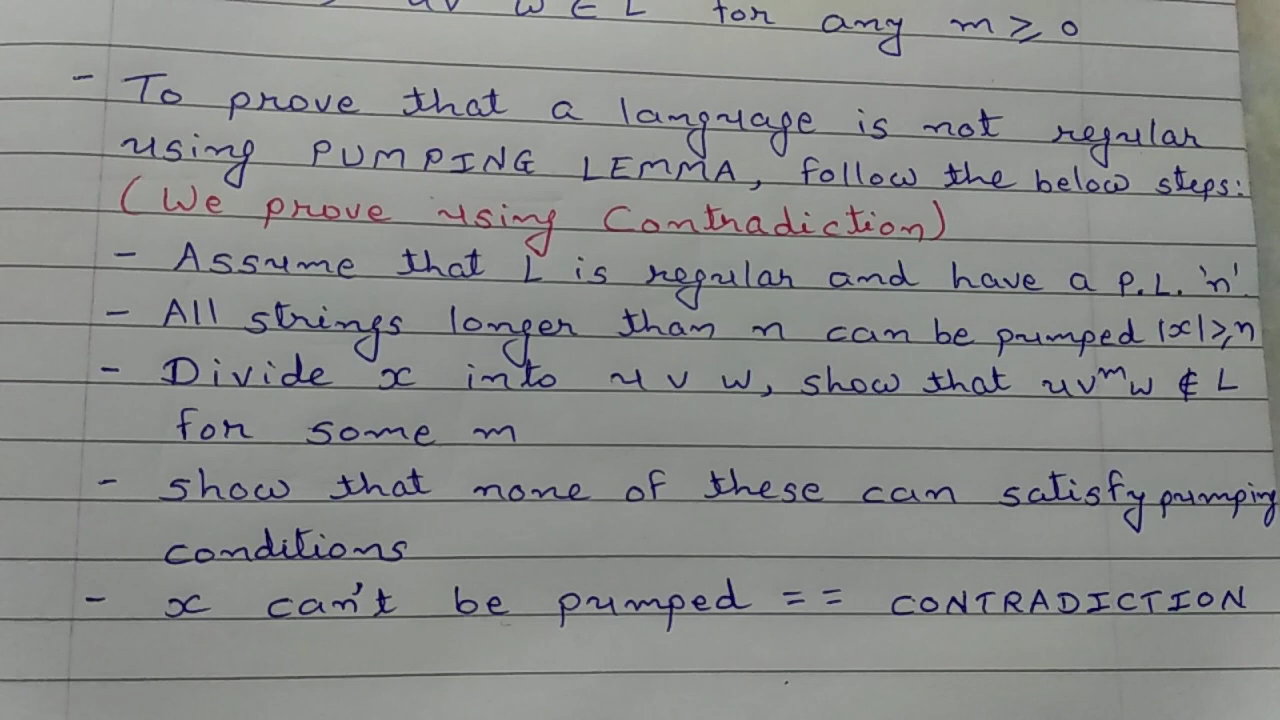 uv w ∈ L for any m ≥ 0
- To prove that a language is not regular
using PUMPING LEMMA, follow the below steps:
(We prove using Contradiction)
- Assume that L is regular and have a P.L. 'n'.
- All strings longer than n can be pumped |x|≥n
- Divide x into u v w, show that uvᵐw ∉ L
for some m
- show that none of these can satisfy pumping
conditions
- x can't be pumped == CONTRADICTION